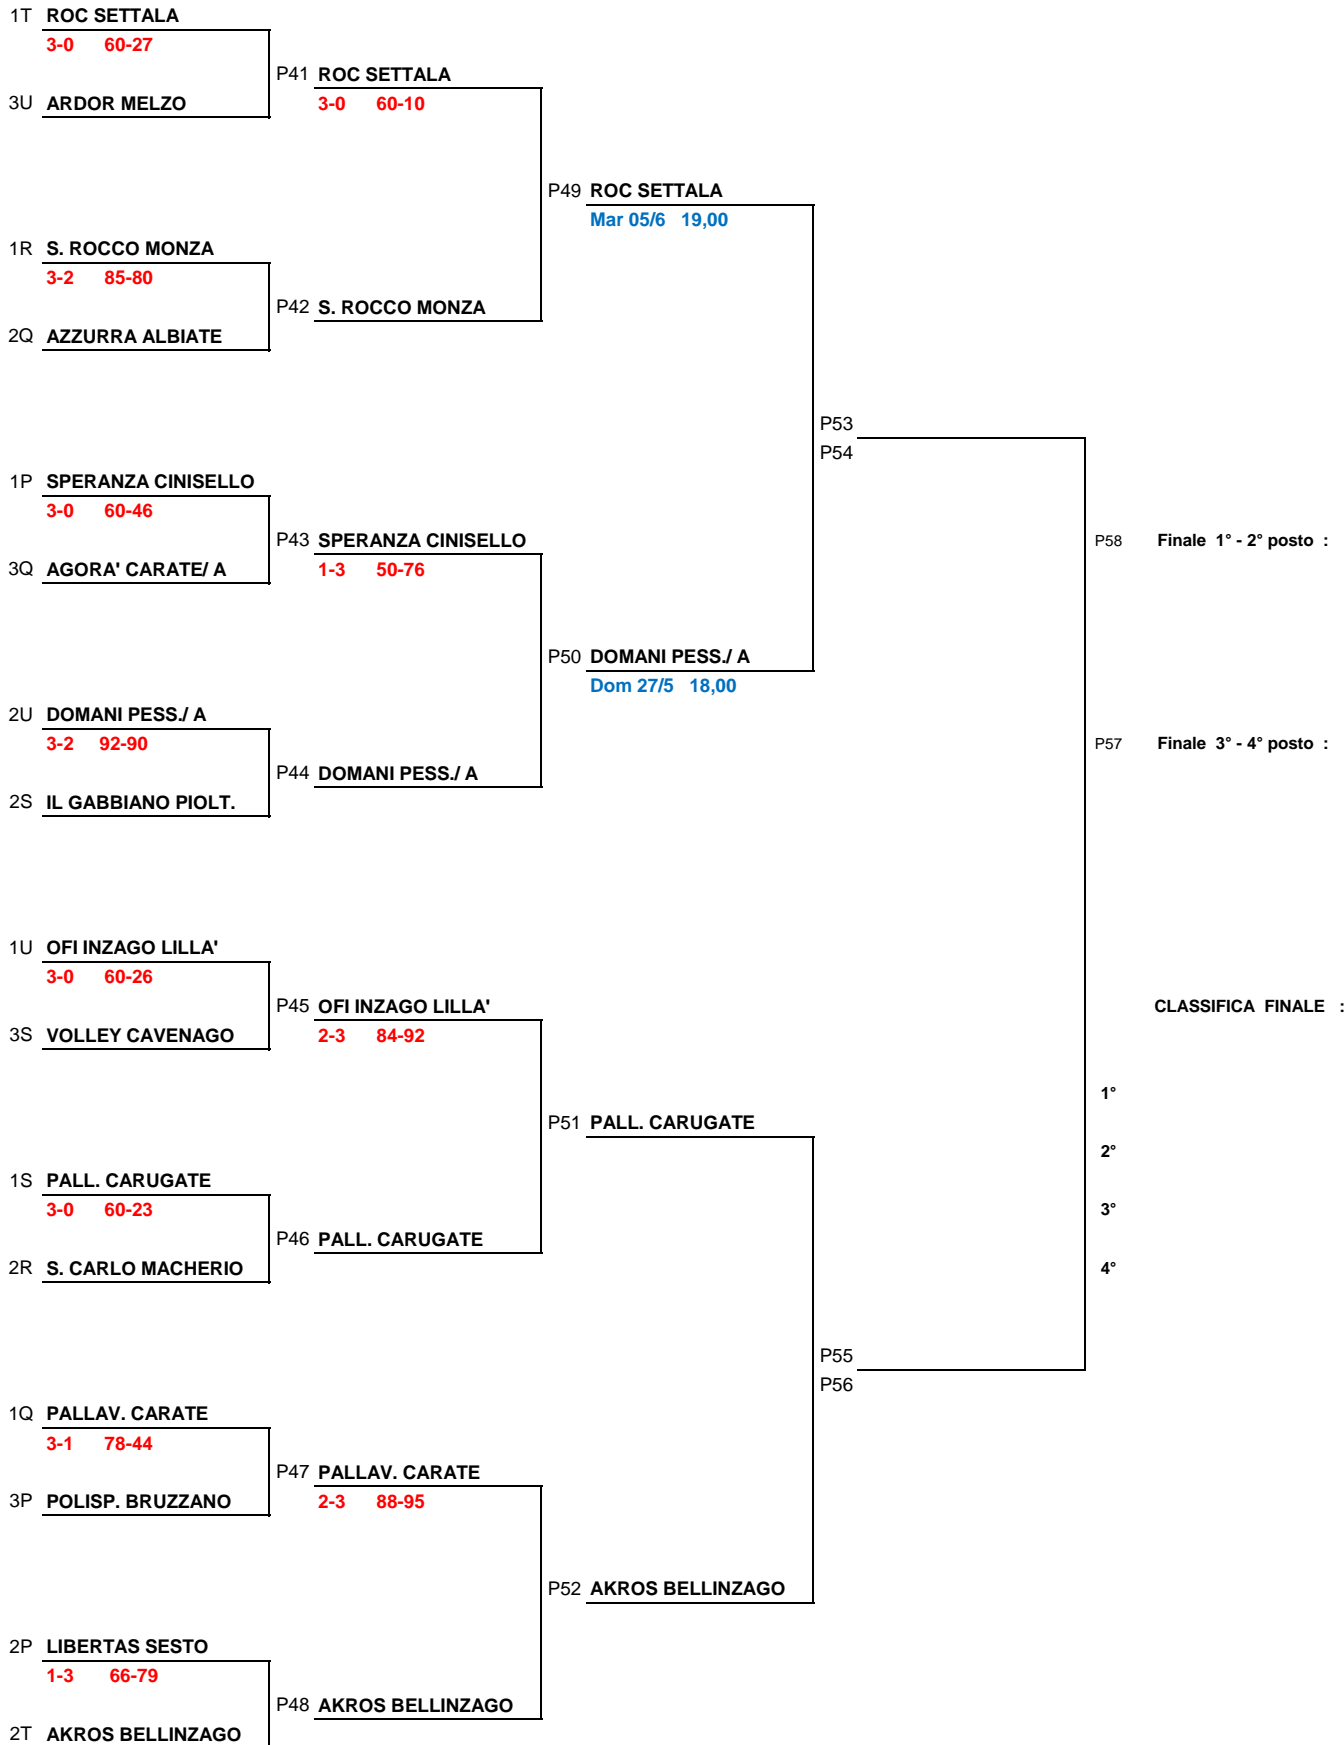 1T ROC SETTALA
3-0 60-27
P41 ROC SETTALA
3U ARDOR MELZO
3-0 60-10
P49 ROC SETTALA
Mar 05/6 19,00
1R S. ROCCO MONZA
3-2 85-80
P42 S. ROCCO MONZA
2Q AZZURRA ALBIATE
P53
P54
1P SPERANZA CINISELLO
3-0 60-46
P43 SPERANZA CINISELLO
P58 Finale 1° - 2° posto :
3Q AGORA' CARATE/ A
1-3 50-76
P50 DOMANI PESS./ A
Dom 27/5 18,00
2U DOMANI PESS./ A
3-2 92-90
P57 Finale 3° - 4° posto :
P44 DOMANI PESS./ A
2S IL GABBIANO PIOLT.
1U OFI INZAGO LILLA'
3-0 60-26
P45 OFI INZAGO LILLA'
CLASSIFICA FINALE :
3S VOLLEY CAVENAGO
2-3 84-92
1°
P51 PALL. CARUGATE
2°
1S PALL. CARUGATE
3-0 60-23
3°
P46 PALL. CARUGATE
2R S. CARLO MACHERIO
4°
P55
P56
1Q PALLAV. CARATE
3-1 78-44
P47 PALLAV. CARATE
3P POLISP. BRUZZANO
2-3 88-95
P52 AKROS BELLINZAGO
2P LIBERTAS SESTO
1-3 66-79
P48 AKROS BELLINZAGO
2T AKROS BELLINZAGO